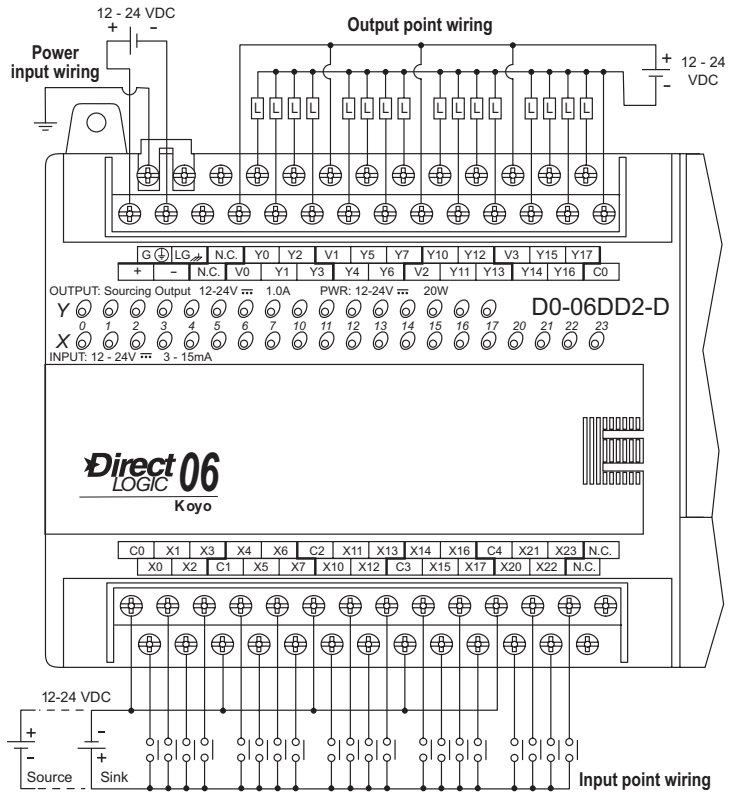 12 - 24 VDC
+ -
Output point wiring
Power
input wiring
+
-
12 - 24
VDC
L L L L L L L L L L L L L L L L
G LG N.C. Y0 Y2 V1 Y5 Y7 Y10 Y12 V3 Y15 Y17
+ - N.C. V0 Y1 Y3 Y4 Y6 V2 Y11 Y13 Y14 Y16 C0
OUTPUT: Sourcing Output 12-24V 1.0A PWR: 12-24V 20W
Y
D0-06DD2-D
0 1 2 3 4 5 6 7 10 11 12 13 14 15 16 17 20 21 22 23
X
INPUT: 12 - 24V 3 - 15mA
Direct
LOGIC
06
Koyo
C0 X1 X3 X4 X6 C2 X11 X13 X14 X16 C4 X21 X23 N.C.
X0 X2 C1 X5 X7 X10 X12 C3 X15 X17 X20 X22 N.C.
12-24 VDC
+ -
- +
Source Sink
Input point wiring